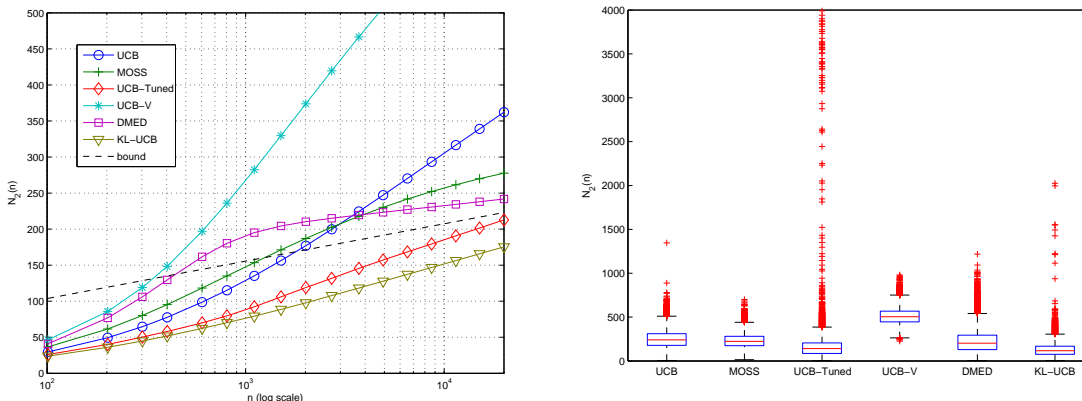 500
450
400
350
300
250
200
150
100
50
0
N2(n)
UCB
MOSS
UCB−Tuned
UCB−V
DMED
KL−UCB
bound
10^2
10^3
10^4
n (log scale)
4000
3500
3000
2500
2000
1500
1000
500
0
N2(n)
UCB
MOSS
UCB−Tuned
UCB−V
DMED
KL−UCB